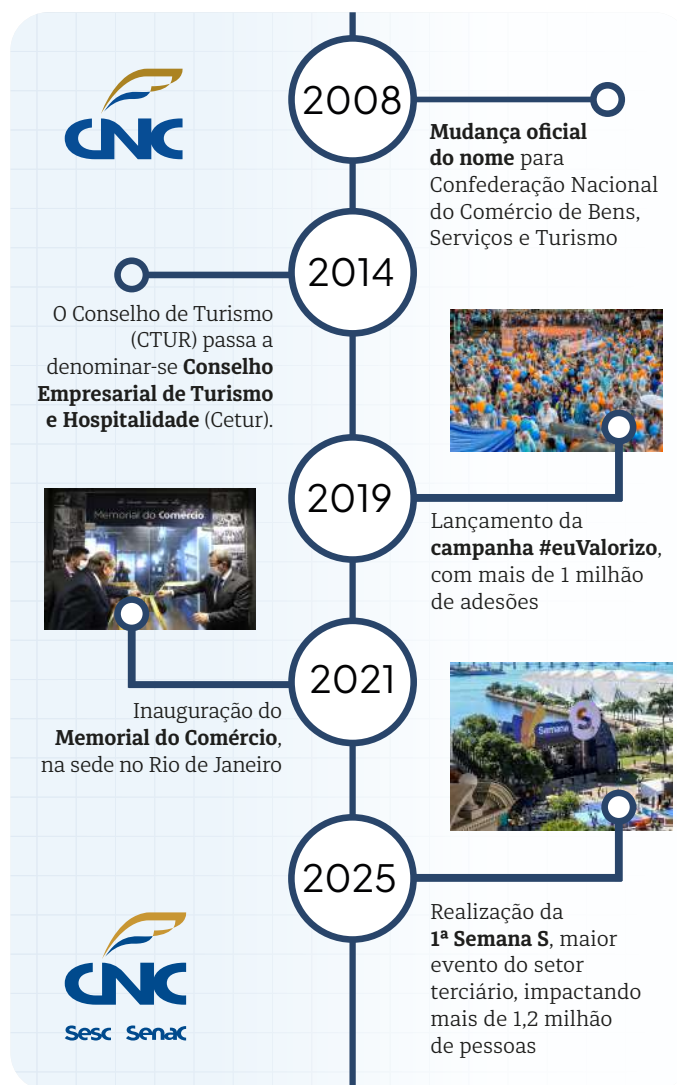 CNC
2008
Mudança oficial
do nome para
Confederação Nacional
do Comércio de Bens,
Serviços e Turismo
2014
O Conselho de Turismo
(CTUR) passa a
denominar-se Conselho
Empresarial de Turismo
e Hospitalidade (Cetur).
2019
Lançamento da
campanha #euValorizo,
com mais de 1 milhão
de adesões
Memorial do Comércio
2021
Inauguração do
Memorial do Comércio,
na sede no Rio de Janeiro
Semana S
2025
Realização da
1ª Semana S, maior
evento do setor
terciário, impactando
mais de 1,2 milhão
de pessoas
CNC
Sesc Senac